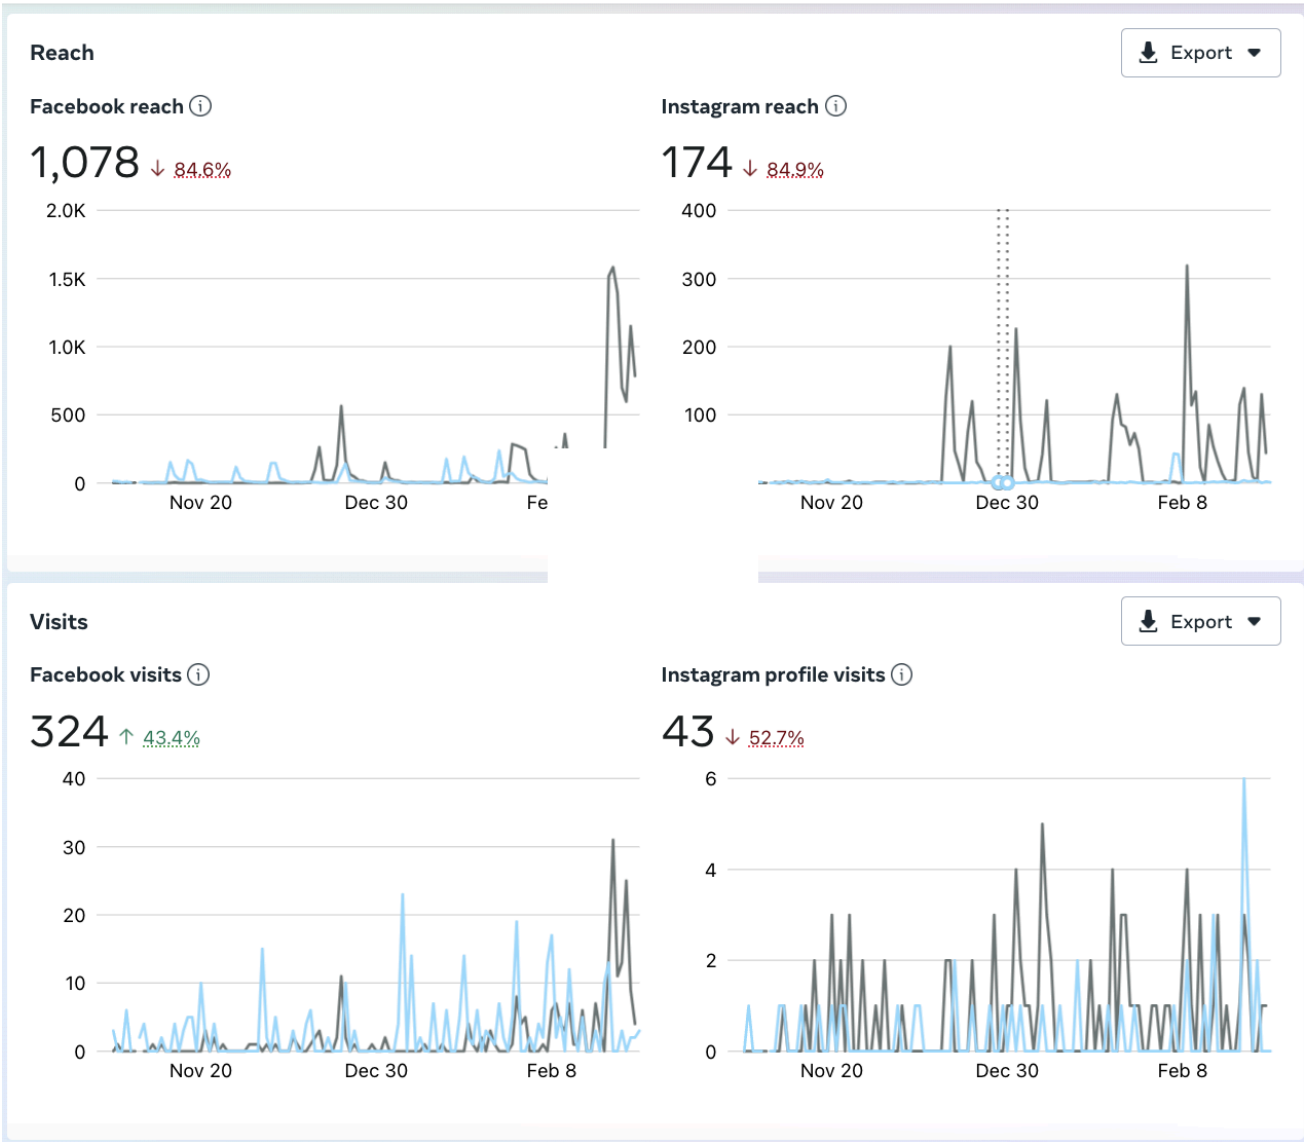 Reach
Export
Facebook reach
Instagram reach
1,078 ↓ 84.6%
174 ↓ 84.9%
2.0K
1.5K
1.0K
500
0
Nov 20 Dec 30 Fe
400
300
200
100
Nov 20 Dec 30 Feb 8
Visits
Export
Facebook visits
Instagram profile visits
324 ↑ 43.4%
43 ↓ 52.7%
40
30
20
10
0
Nov 20 Dec 30 Feb 8
6
4
2
0
Nov 20 Dec 30 Feb 8